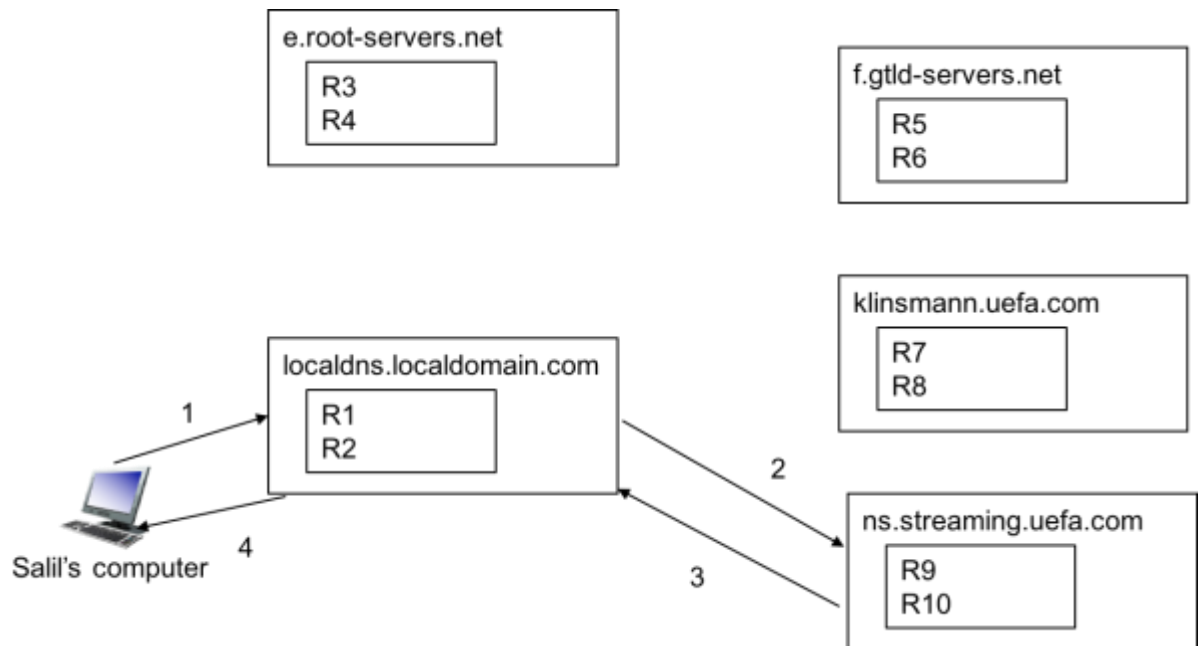 e.root-servers.net
R3
R4
f.gtld-servers.net
R5
R6
klinsmann.uefa.com
R7
R8
localdns.localdomain.com
R1
R2
1
2
ns.streaming.uefa.com
R9
R10
3
4
Salil's computer